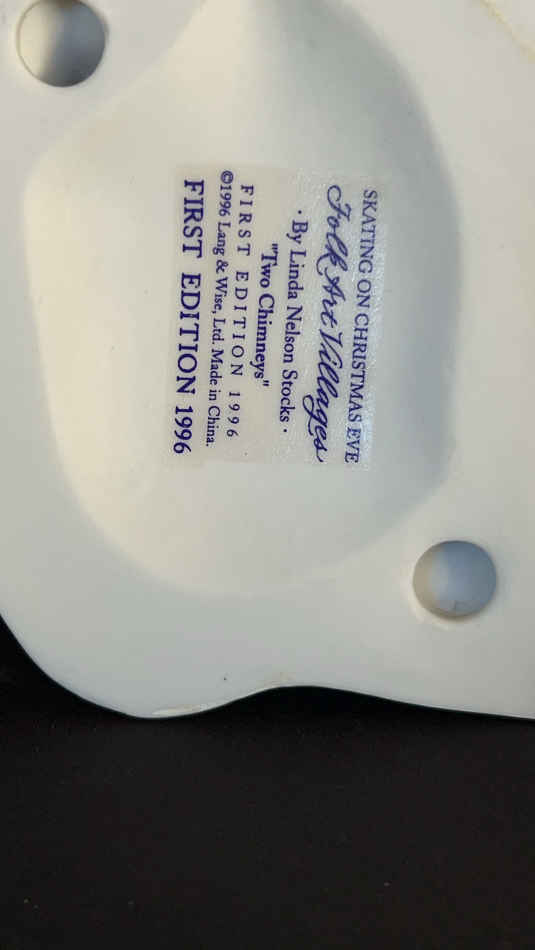 SKATING ON CHRISTMAS EVE
Folk Art Villages
· By Linda Nelson Stocks ·
"Two Chimneys"
FIRST EDITION 1996
©1996 Lang & Wise, Ltd. Made in China.
FIRST EDITION 1996